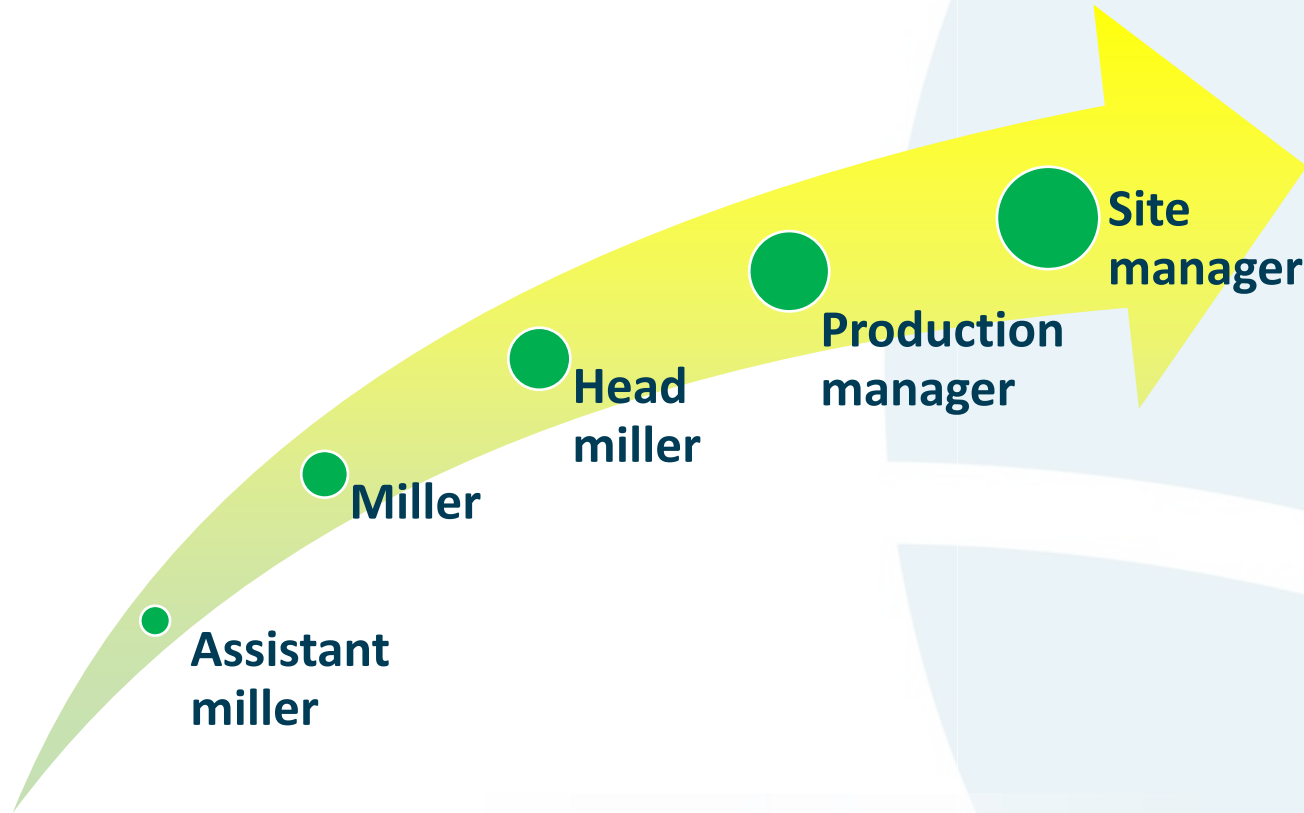 Site
manager
Production
manager
Head
miller
Miller
Assistant
miller